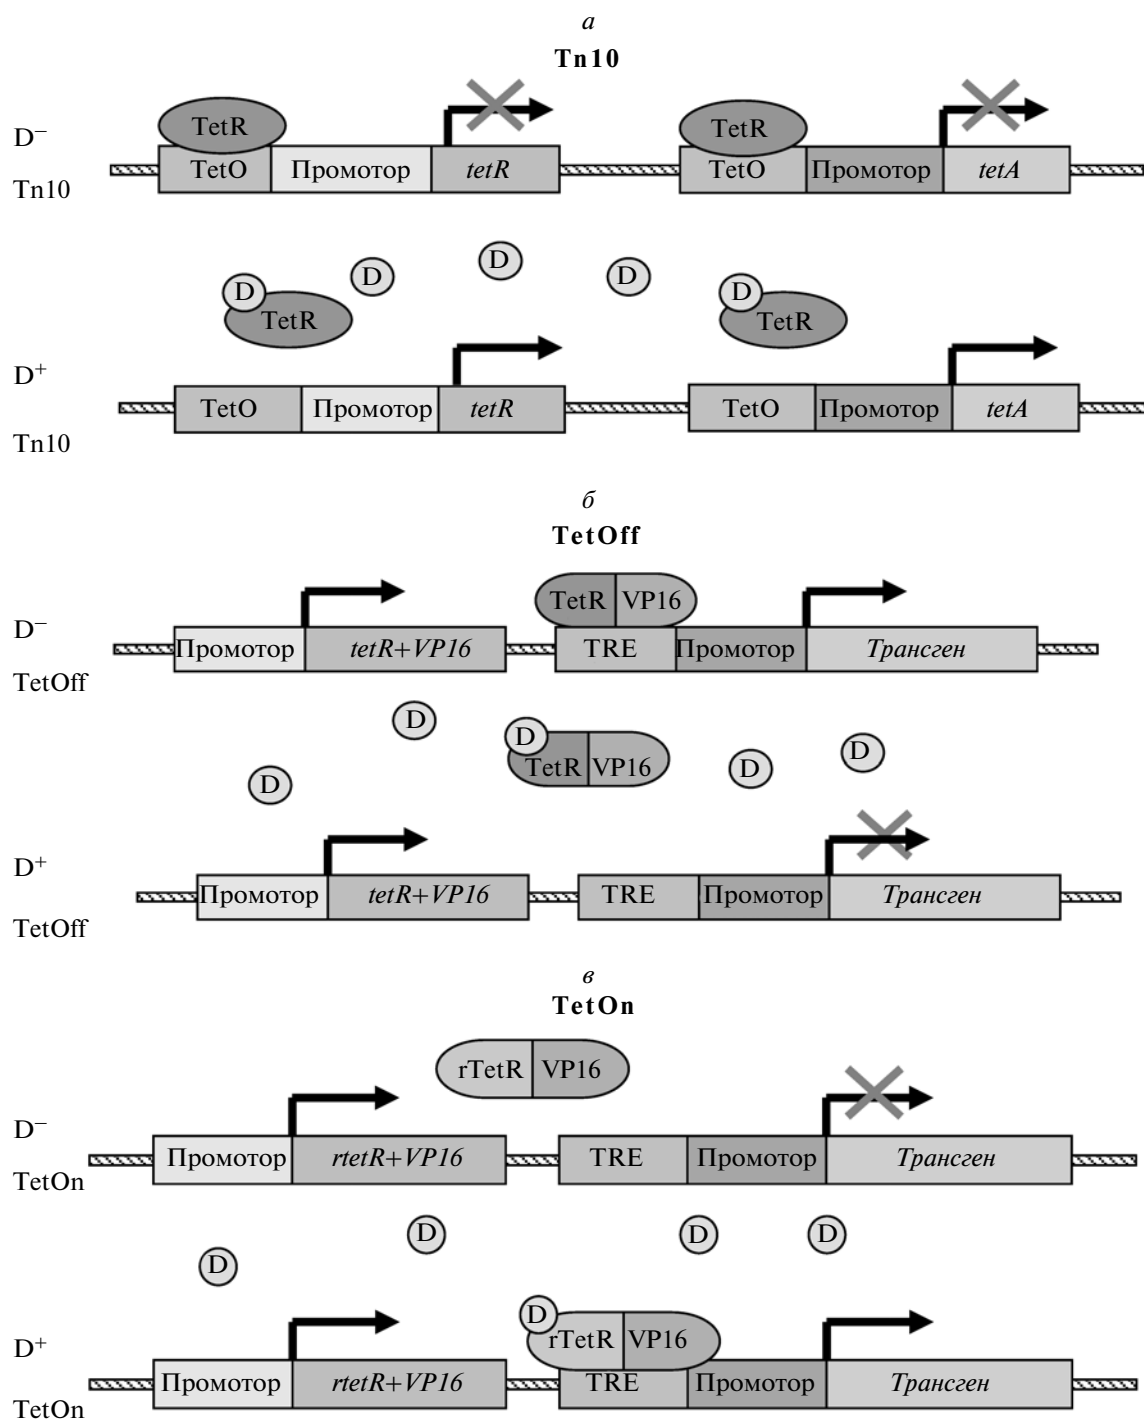 а
Tn10
TetR TetR
D⁻
TetO Промотор tetR TetO Промотор tetA
Tn10
D D D D D D
TetR TetR
D⁺
TetO Промотор tetR TetO Промотор tetA
Tn10
б
TetOff
TetR VP16
D⁻
Промотор tetR+VP16 TRE Промотор Трансген
TetOff
D D D D D
TetR VP16
D⁺
Промотор tetR+VP16 TRE Промотор Трансген
TetOff
в
TetOn
rTetR VP16
D⁻
Промотор rtetR+VP16 TRE Промотор Трансген
TetOn
D D D D
D
rTetR VP16
D⁺
Промотор rtetR+VP16 TRE Промотор Трансген
TetOn